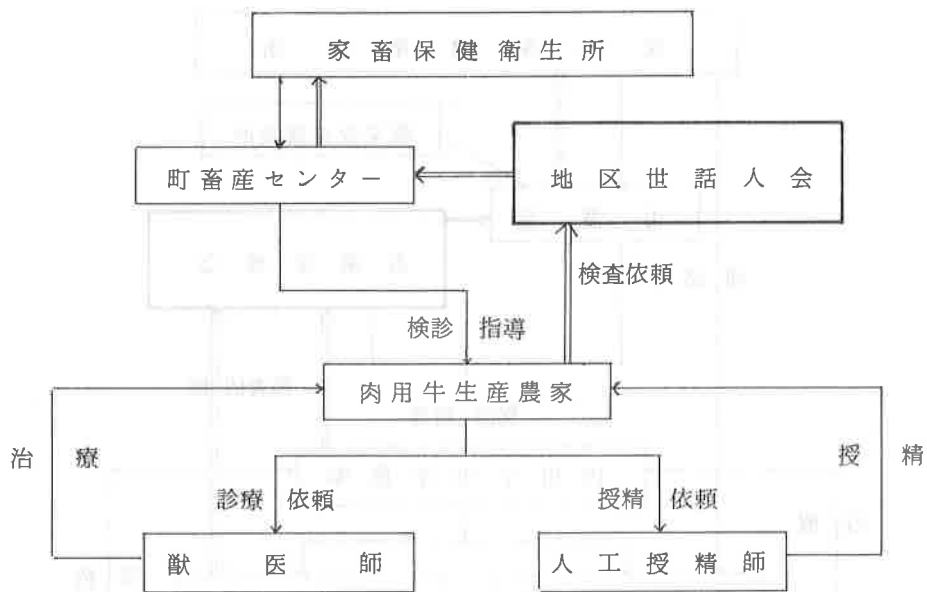 家畜保健衛生所
町畜産センター
地区世話人会
検査依頼
検診 指導
肉用牛生産農家
治療
授精
診療依頼
授精依頼
獣医師
人工授精師